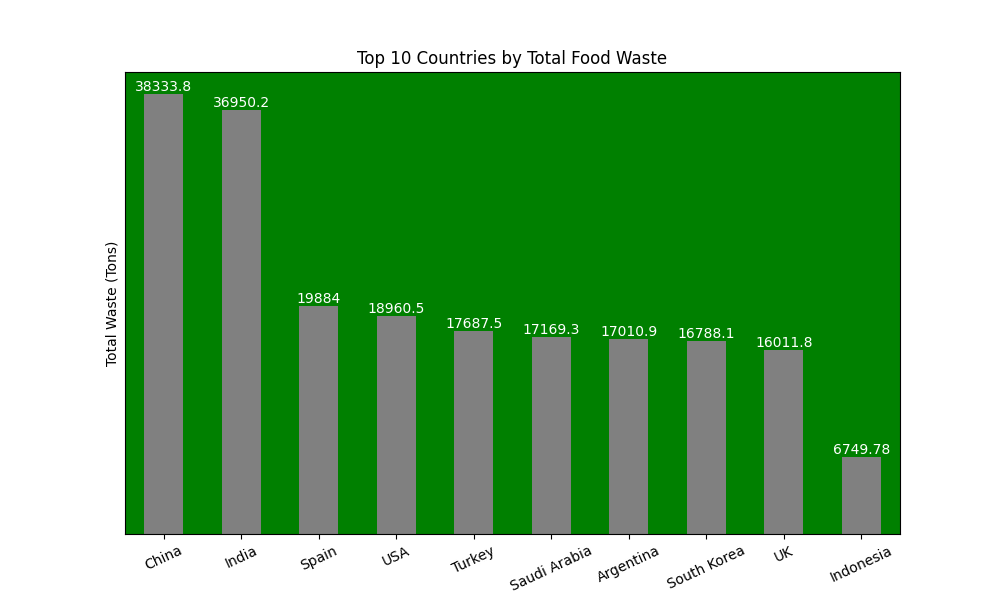 Top 10 Countries by Total Food Waste
Total Waste (Tons)
38333.8
36950.2
19884
18960.5
17687.5
17169.3
17010.9
16788.1
16011.8
6749.78
China
India
Spain
USA
Turkey
Saudi Arabia
Argentina
South Korea
UK
Indonesia